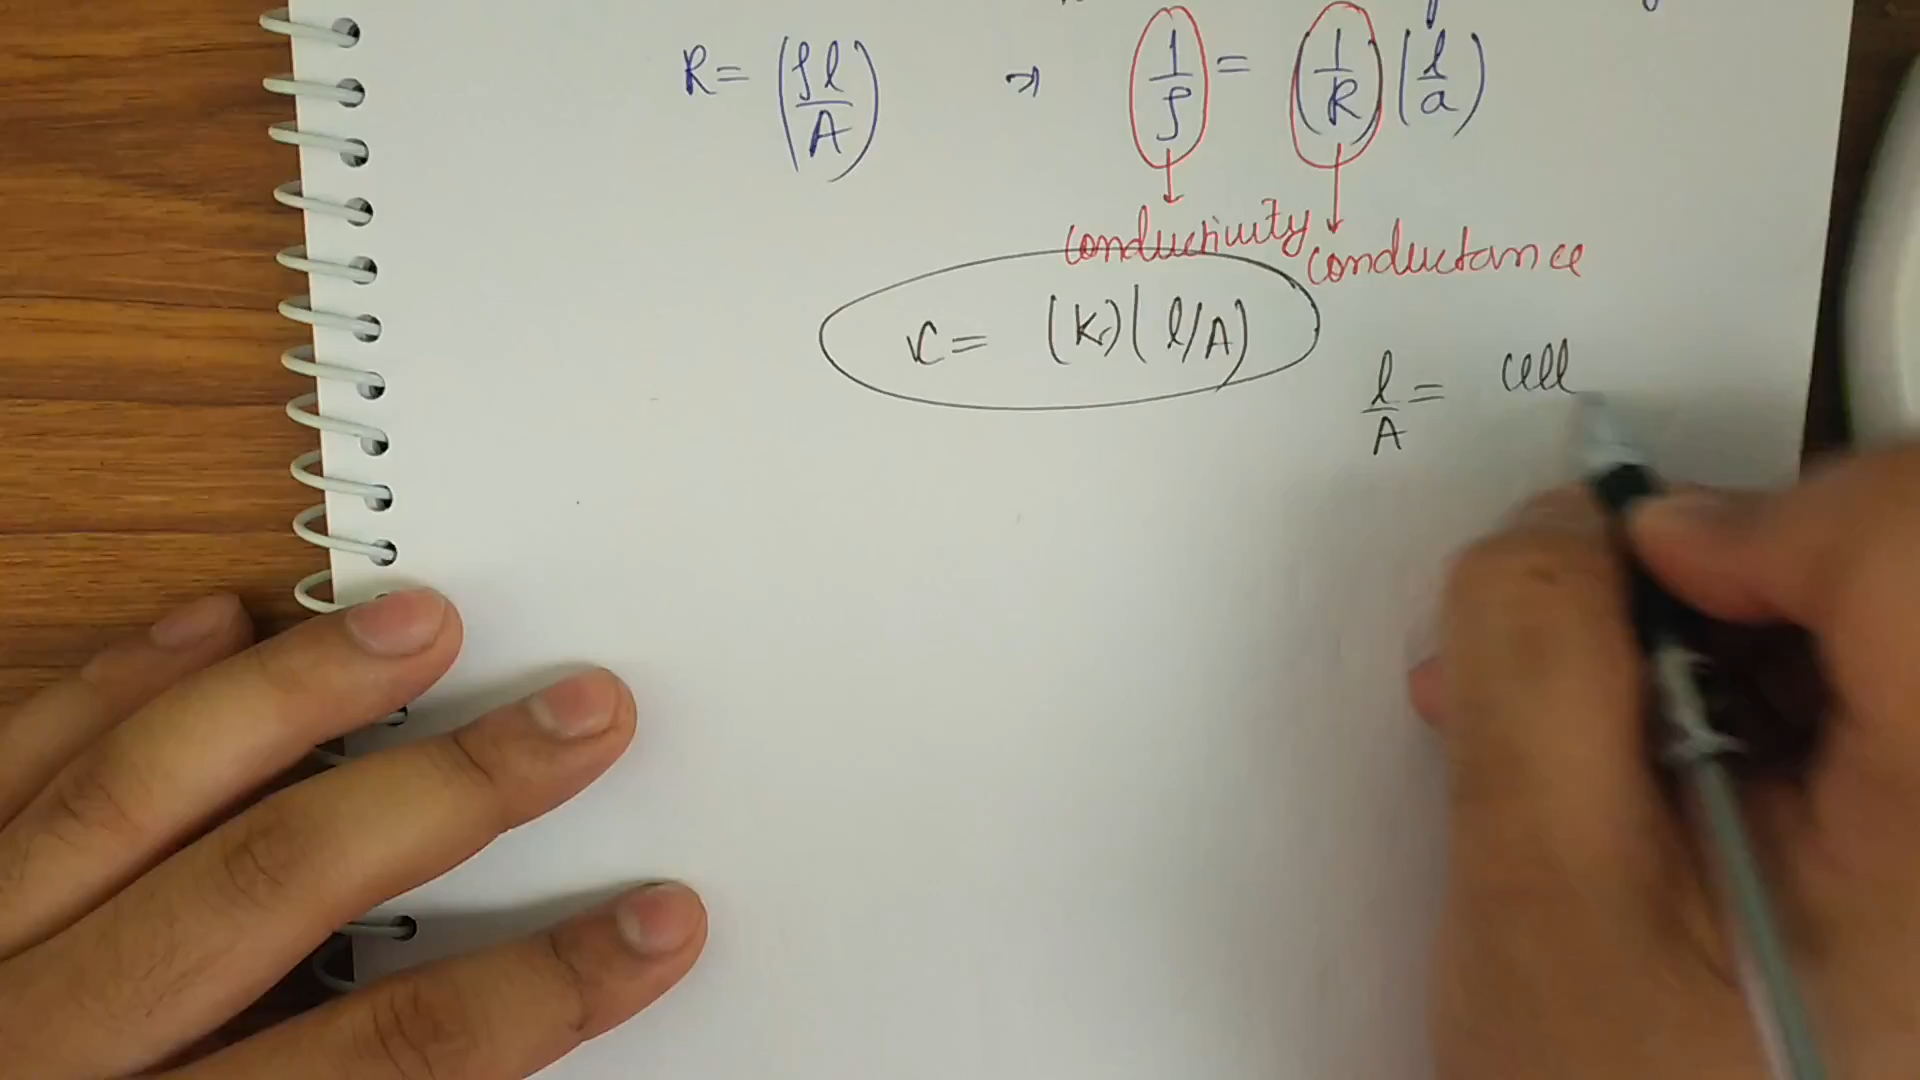 R = (ρl/A) ⇒ 1/ρ = (1/R)(l/a)
conductivity conductance
K = (K)(l/A)
l/A = cell